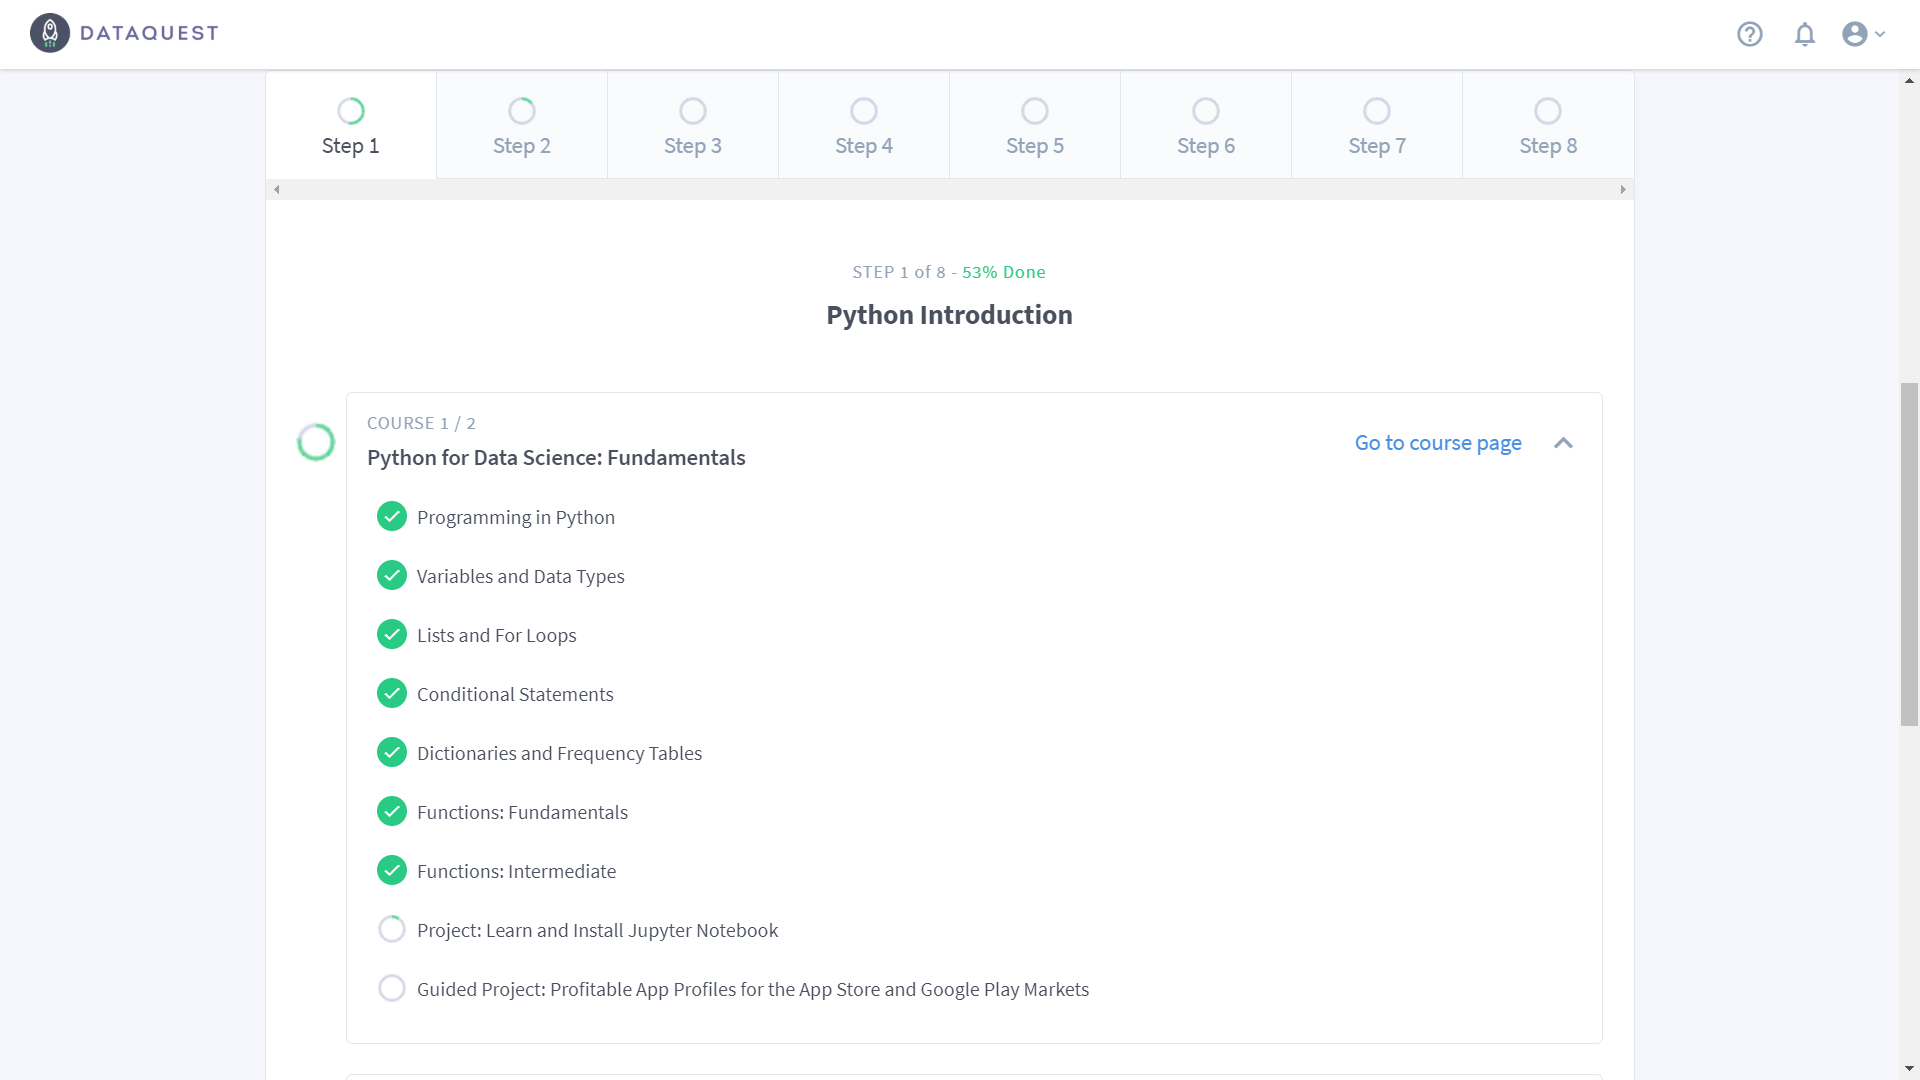 DATAQUEST
Step 1
Step 2
Step 3
Step 4
Step 5
Step 6
Step 7
Step 8
STEP 1 of 8 - 53% Done
Python Introduction
COURSE 1 / 2
Python for Data Science: Fundamentals
Go to course page
Programming in Python
Variables and Data Types
Lists and For Loops
Conditional Statements
Dictionaries and Frequency Tables
Functions: Fundamentals
Functions: Intermediate
Project: Learn and Install Jupyter Notebook
Guided Project: Profitable App Profiles for the App Store and Google Play Markets